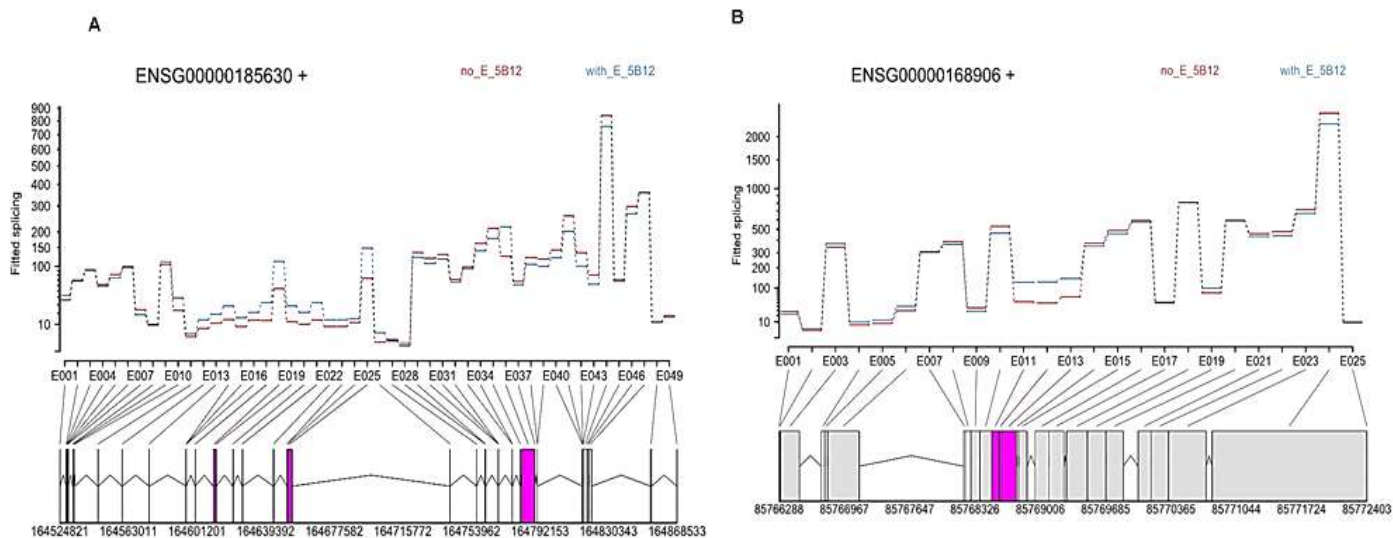 A
ENSG00000185630 +
no_E_5B12
with_E_5B12
Fitted splicing
900
800
700
600
500
400
300
200
150
100
10
E001 E004 E007 E010 E013 E016 E019 E022 E025 E028 E031 E034 E037 E040 E043 E046 E049
164524821 164563011 164601201 164639392 164677582 164715772 164753962 164792153 164830343 164868533
B
ENSG00000168906 +
no_E_5B12
with_E_5B12
Fitted splicing
2000
1500
1000
500
300
200
100
10
E001 E003 E005 E007 E009 E011 E013 E015 E017 E019 E021 E023 E025
85766288 85766967 85767647 85768326 85769006 85769685 85770365 85771044 85771724 85772403